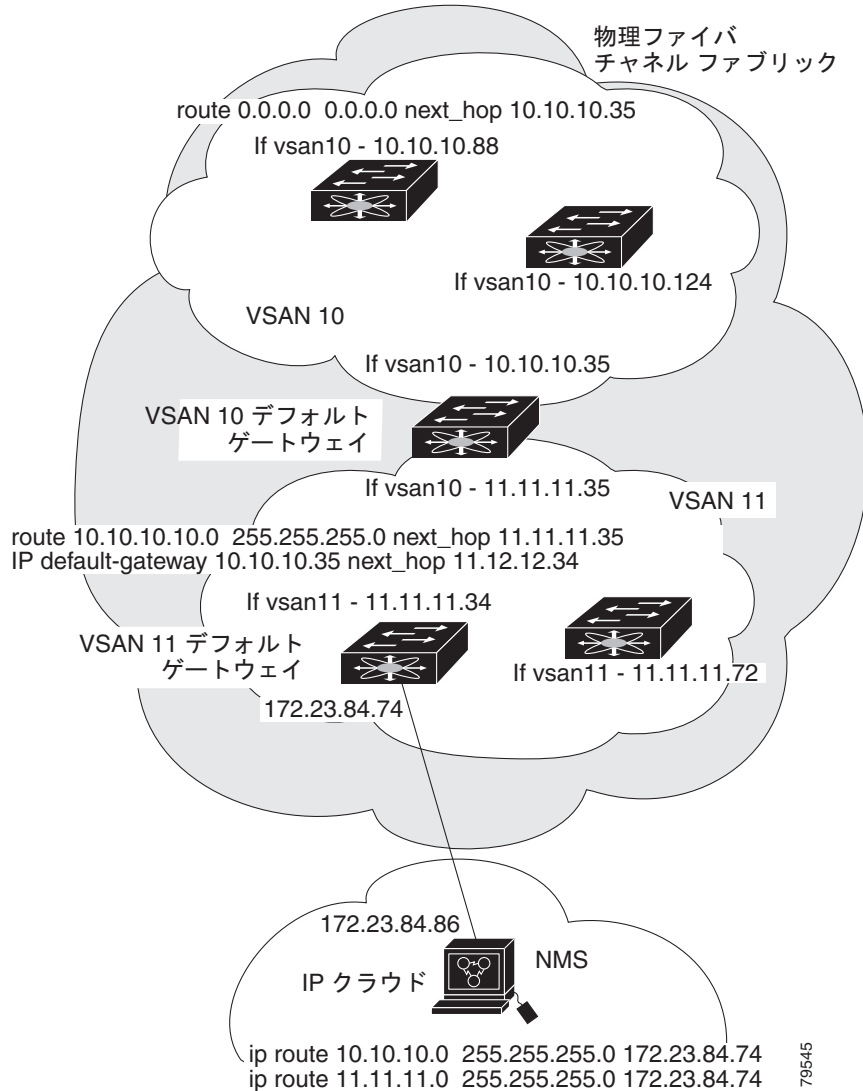 物理ファイバ
チャネル ファブリック
route 0.0.0.0 0.0.0.0 next_hop 10.10.10.35
If vsan10 - 10.10.10.88
If vsan10 - 10.10.10.124
VSAN 10
If vsan10 - 10.10.10.35
VSAN 10 デフォルト
ゲートウェイ
If vsan10 - 11.11.11.35
VSAN 11
route 10.10.10.10.0 255.255.255.0 next_hop 11.11.11.35
IP default-gateway 10.10.10.35 next_hop 11.12.12.34
If vsan11 - 11.11.11.34
VSAN 11 デフォルト
ゲートウェイ
If vsan11 - 11.11.11.72
172.23.84.74
172.23.84.86
NMS
IP クラウド
ip route 10.10.10.0 255.255.255.0 172.23.84.74
ip route 11.11.11.0 255.255.255.0 172.23.84.74
79545